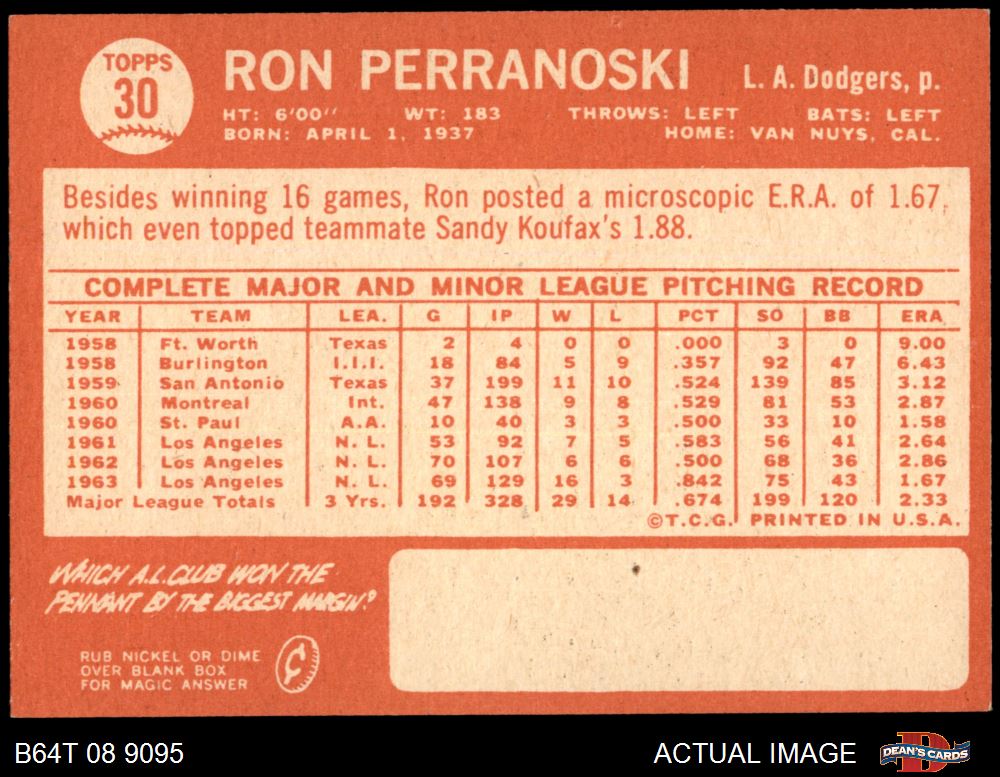 TOPPS
30
RON PERRANOSKI L. A. Dodgers, p.
HT: 6'00'' WT: 183 THROWS: LEFT BATS: LEFT
BORN: APRIL 1, 1937 HOME: VAN NUYS, CAL.
Besides winning 16 games, Ron posted a microscopic E.R.A. of 1.67,
which even topped teammate Sandy Koufax's 1.88.
COMPLETE MAJOR AND MINOR LEAGUE PITCHING RECORD
YEAR TEAM LEA. G IP W L PCT SO BB ERA
1958 Ft. Worth Texas 2 4 0 0 .000 3 0 9.00
1958 Burlington I.I.I. 18 84 5 9 .357 92 47 6.43
1959 San Antonio Texas 37 199 11 10 .524 139 85 3.12
1960 Montreal Int. 47 138 9 8 .529 81 53 2.87
1960 St. Paul A.A. 10 40 3 3 .500 33 10 1.58
1961 Los Angeles N. L. 53 92 7 5 .583 56 41 2.64
1962 Los Angeles N. L. 70 107 6 6 .500 68 36 2.86
1963 Los Angeles N. L. 69 129 16 3 .842 75 43 1.67
Major League Totals 3 Yrs. 192 328 29 14 .674 199 120 2.33
©T.C.G. PRINTED IN U.S.A.
WHICH A.L. CLUB WON THE
PENNANT BY THE BIGGEST MARGIN?
RUB NICKEL OR DIME
OVER BLANK BOX
FOR MAGIC ANSWER
¢
B64T 08 9095 ACTUAL IMAGE
D
DEAN'S CARDS